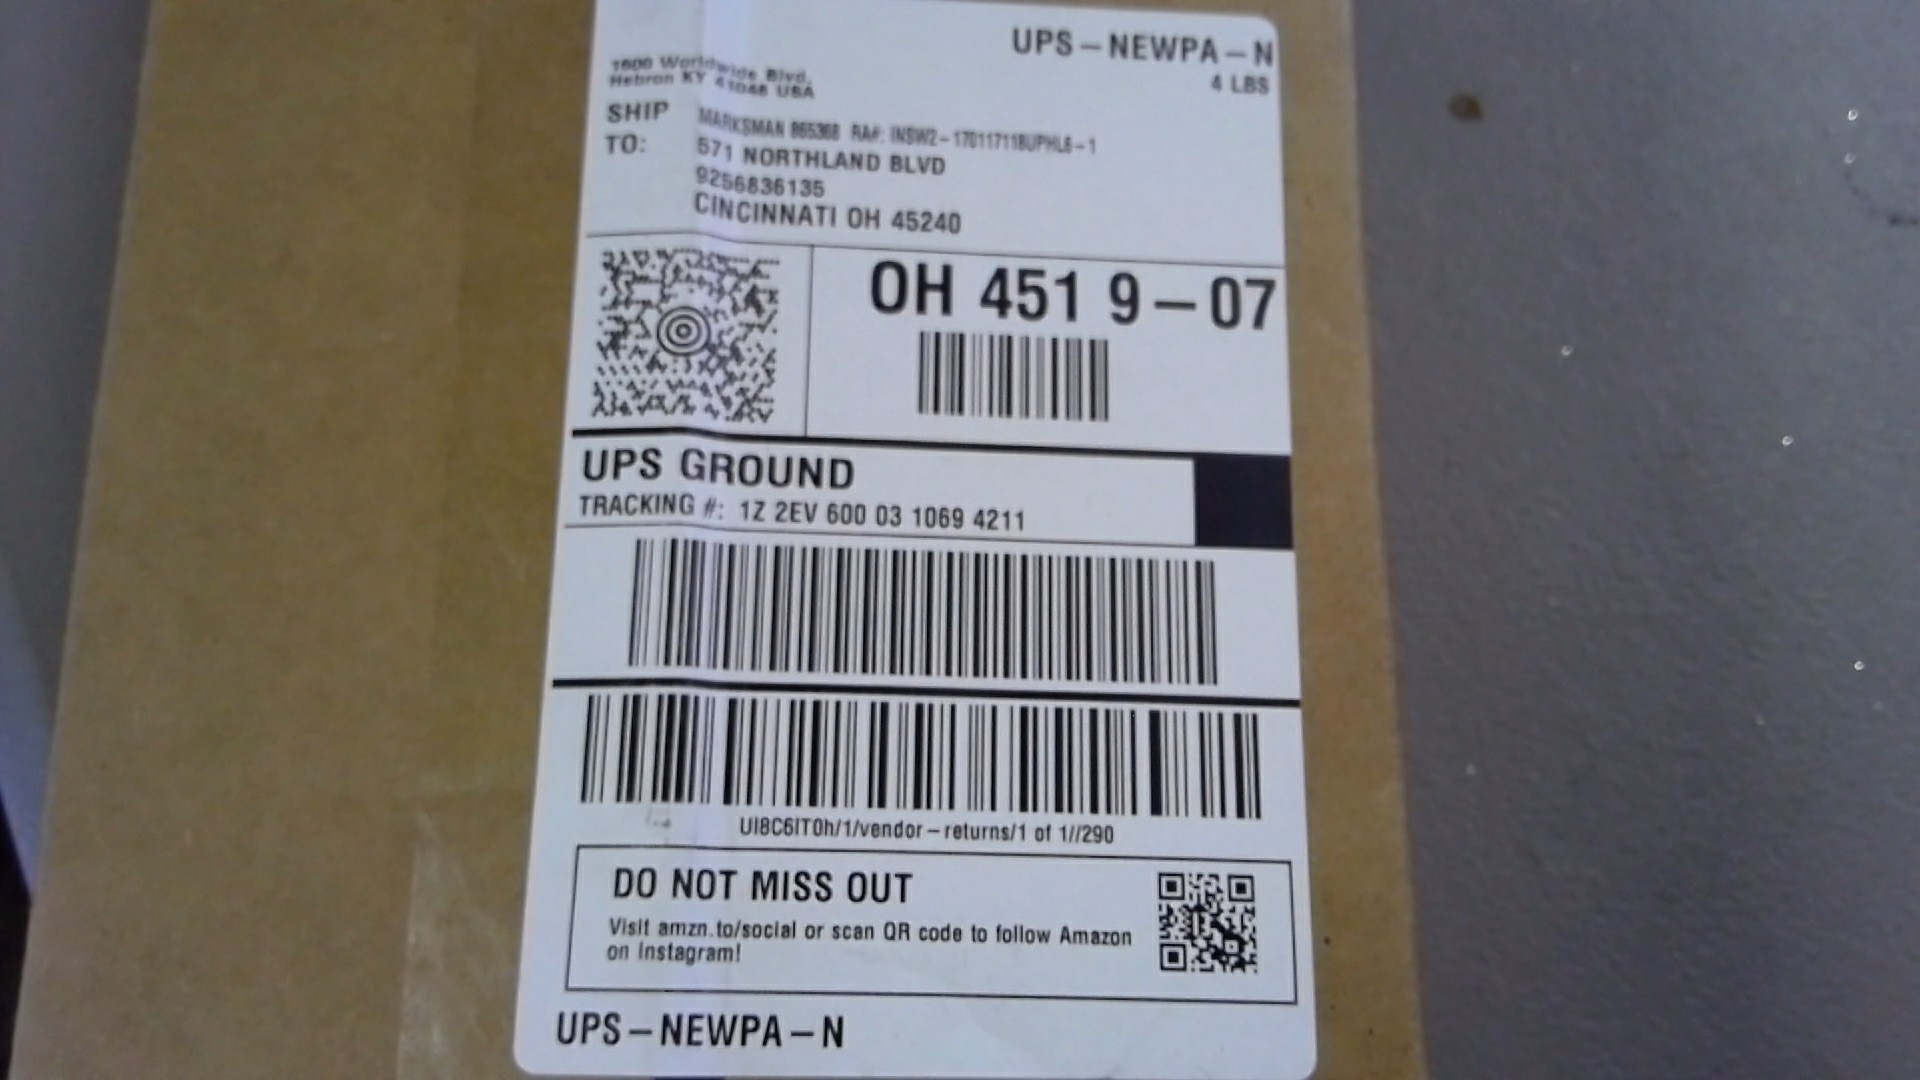 UPS-NEWPA-N
4 LBS
1600 Worldwide Blvd.
Hebron KY 41048 USA
SHIP TO:
MARKSMAN 865368 RA#: INSW2-
571 NORTHLAND BLVD
9256836135
CINCINNATI OH 45240
OH 451 9-07
UPS GROUND
TRACKING #: 1Z 2EV 600 03 1069 4211
UI8C6IT0h/1/vendor-returns/1 of 1//290
DO NOT MISS OUT
Visit amzn.to/social or scan QR code to follow Amazon
on Instagram!
UPS-NEWPA-N